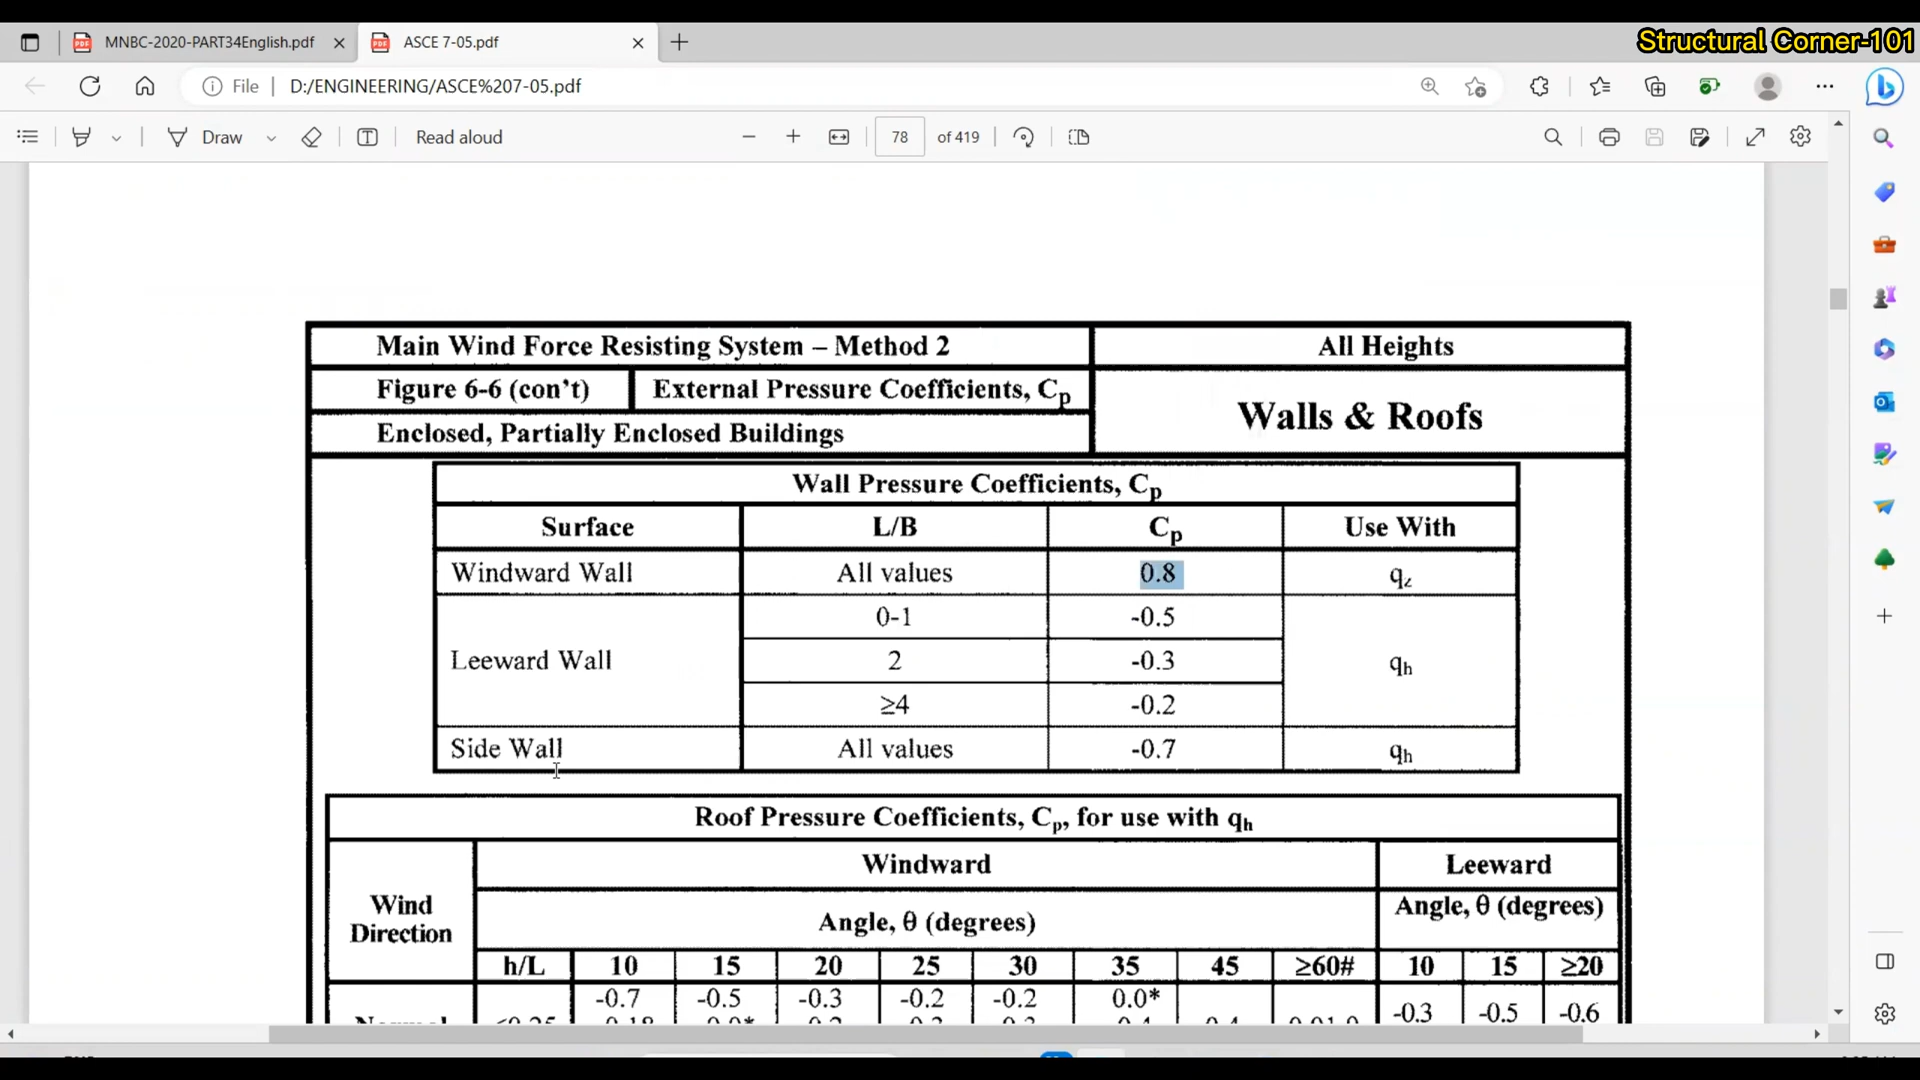 Structural Corner-101
MNBC-2020-PART34English.pdf
ASCE 7-05.pdf
File D:/ENGINEERING/ASCE%207-05.pdf
Draw Read aloud 78 of 419
Main Wind Force Resisting System – Method 2 All Heights
Figure 6-6 (con't) External Pressure Coefficients, Cp Walls & Roofs
Enclosed, Partially Enclosed Buildings
Wall Pressure Coefficients, Cp
Surface L/B Cp Use With
Windward Wall All values 0.8 qz
0-1 -0.5
Leeward Wall 2 -0.3 qh
≥4 -0.2
Side Wall All values -0.7 qh
Roof Pressure Coefficients, Cp, for use with qh
Windward Leeward
Wind Direction Angle, θ (degrees) Angle, θ (degrees)
h/L 10 15 20 25 30 35 45 ≥60# 10 15 ≥20
-0.7 -0.5 -0.3 -0.2 -0.2 0.0*
-0.3 -0.5 -0.6